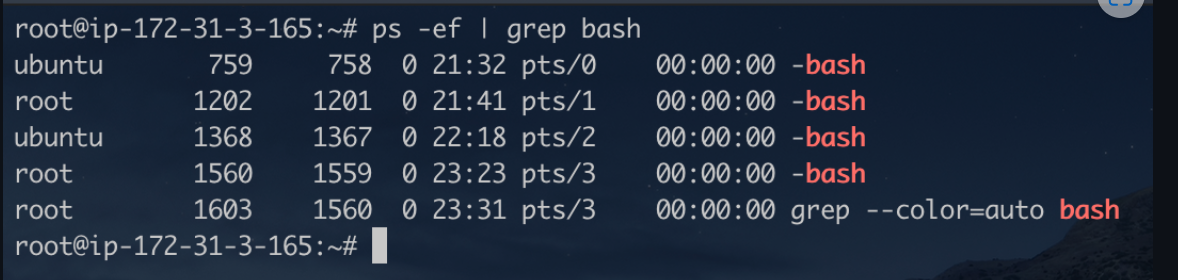 root@ip-172-31-3-165:~# ps -ef | grep bash
ubuntu       759     758  0 21:32 pts/0    00:00:00 -bash
root        1202    1201  0 21:41 pts/1    00:00:00 -bash
ubuntu      1368    1367  0 22:18 pts/2    00:00:00 -bash
root        1560    1559  0 23:23 pts/3    00:00:00 -bash
root        1603    1560  0 23:31 pts/3    00:00:00 grep --color=auto bash
root@ip-172-31-3-165:~#